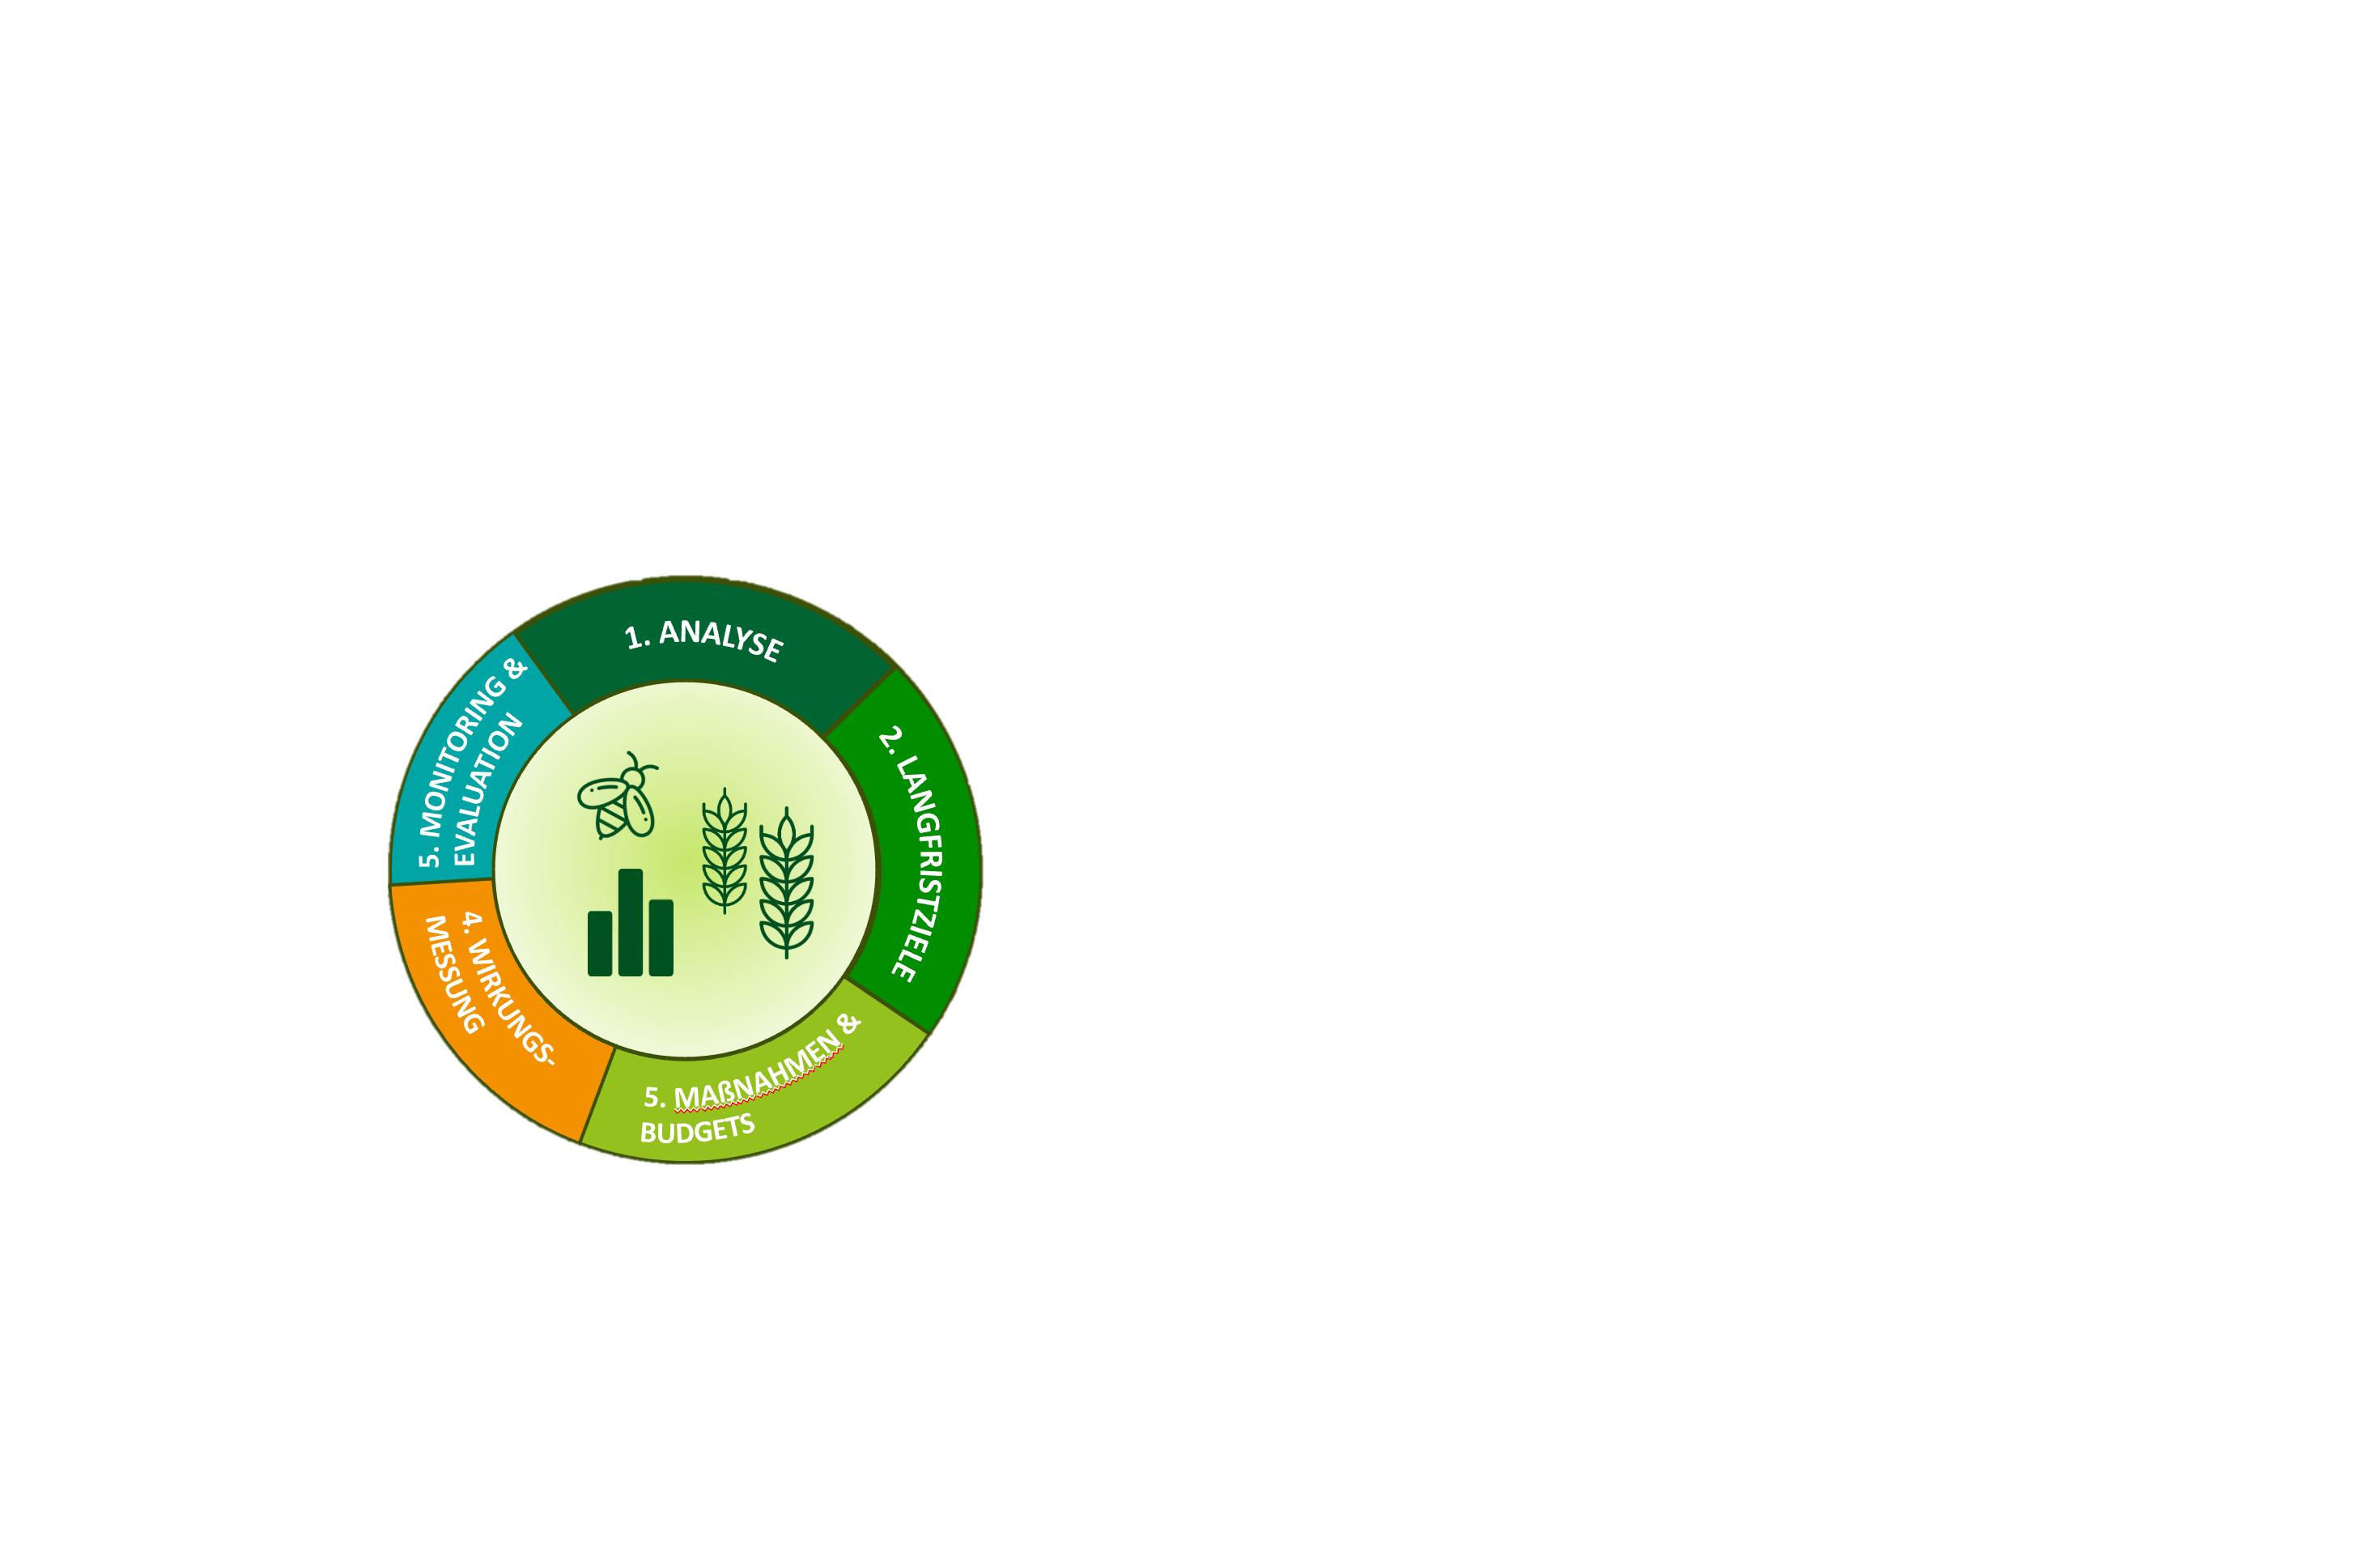 1. ANALYSE
2. LANGFRISTZIELE
5. MAßNAHMEN &
BUDGETS
4. WIRKUNGS-
MESSUNG
5. MONITORING &
EVALUATION